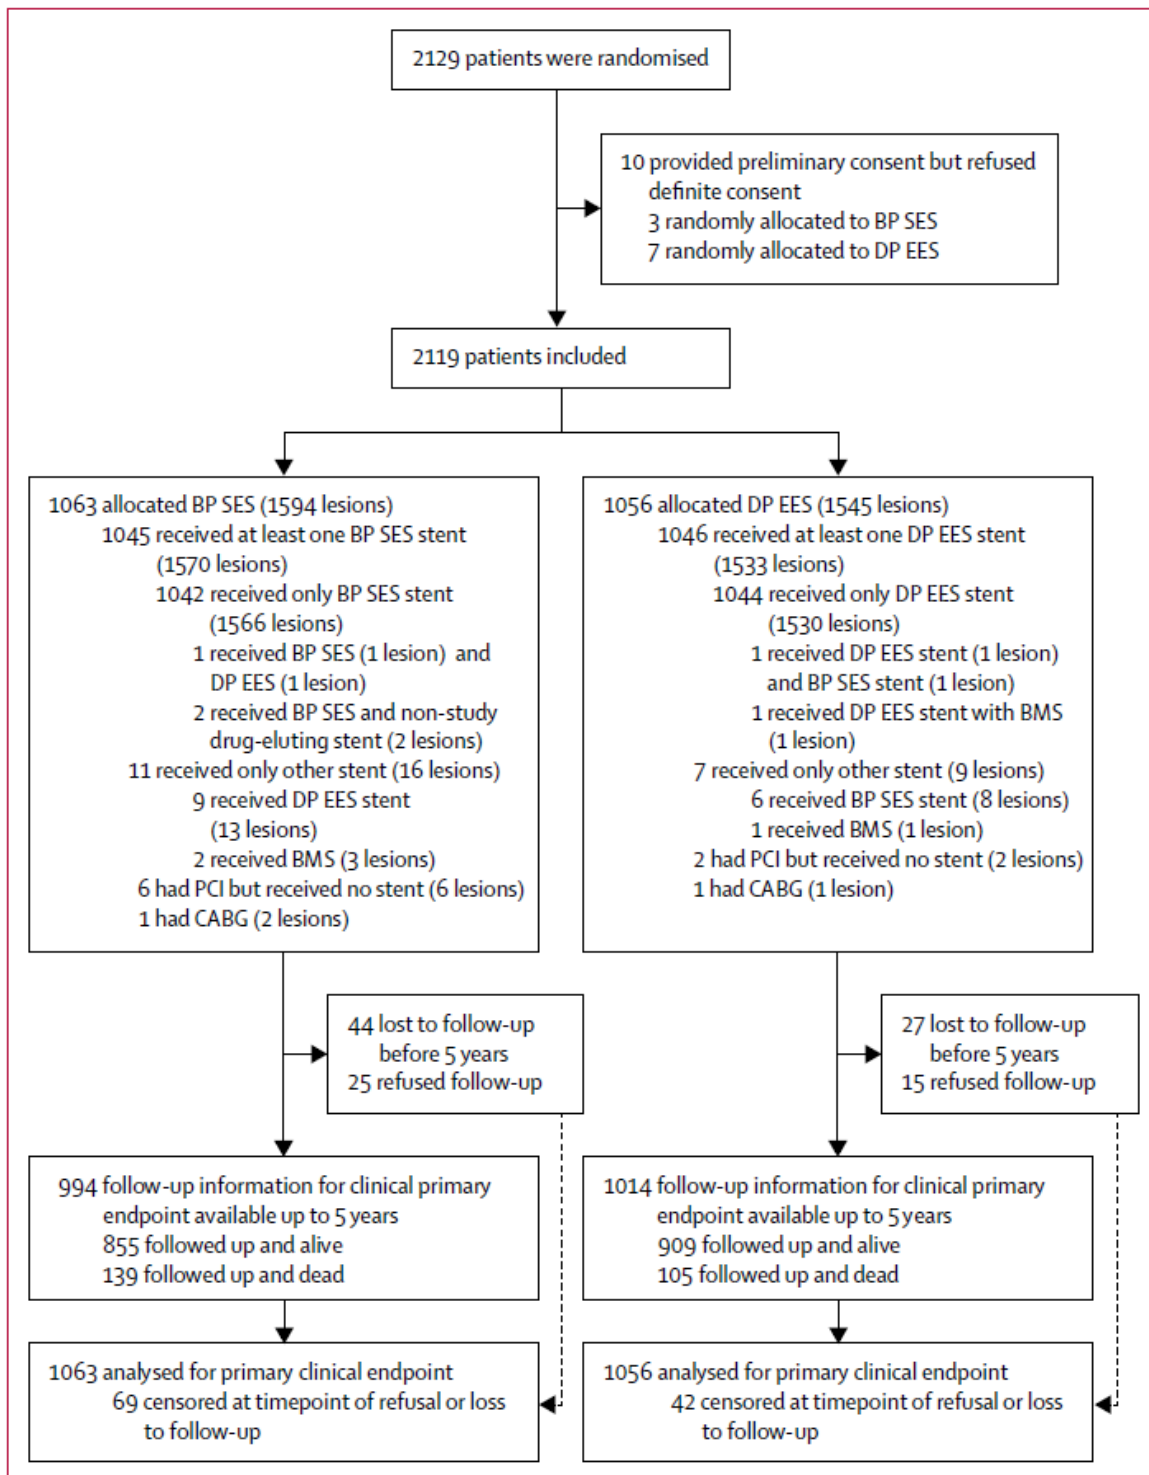 2129 patients were randomised
10 provided preliminary consent but refused
definite consent
3 randomly allocated to BP SES
7 randomly allocated to DP EES
2119 patients included
1063 allocated BP SES (1594 lesions)
1045 received at least one BP SES stent
(1570 lesions)
1042 received only BP SES stent
(1566 lesions)
1 received BP SES (1 lesion) and
DP EES (1 lesion)
2 received BP SES and non-study
drug-eluting stent (2 lesions)
11 received only other stent (16 lesions)
9 received DP EES stent
(13 lesions)
2 received BMS (3 lesions)
6 had PCI but received no stent (6 lesions)
1 had CABG (2 lesions)
1056 allocated DP EES (1545 lesions)
1046 received at least one DP EES stent
(1533 lesions)
1044 received only DP EES stent
(1530 lesions)
1 received DP EES stent (1 lesion)
and BP SES stent (1 lesion)
1 received DP EES stent with BMS
(1 lesion)
7 received only other stent (9 lesions)
6 received BP SES stent (8 lesions)
1 received BMS (1 lesion)
2 had PCI but received no stent (2 lesions)
1 had CABG (1 lesion)
44 lost to follow-up
before 5 years
25 refused follow-up
27 lost to follow-up
before 5 years
15 refused follow-up
994 follow-up information for clinical primary
endpoint available up to 5 years
855 followed up and alive
139 followed up and dead
1014 follow-up information for clinical primary
endpoint available up to 5 years
909 followed up and alive
105 followed up and dead
1063 analysed for primary clinical endpoint
69 censored at timepoint of refusal or loss
to follow-up
1056 analysed for primary clinical endpoint
42 censored at timepoint of refusal or loss
to follow-up